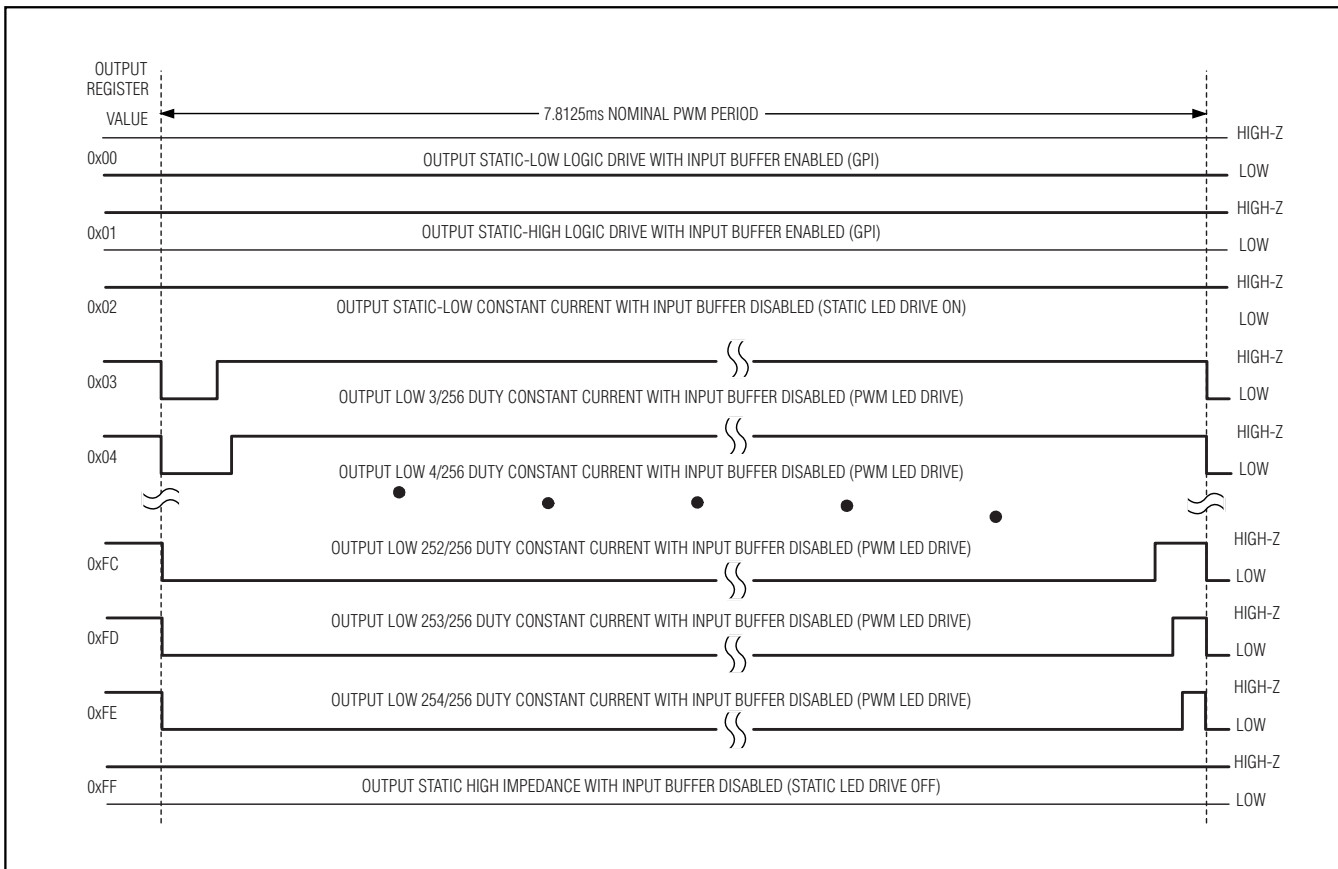 OUTPUT
REGISTER
VALUE
7.8125ms NOMINAL PWM PERIOD
HIGH-Z
0x00
OUTPUT STATIC-LOW LOGIC DRIVE WITH INPUT BUFFER ENABLED (GPI)
LOW
HIGH-Z
0x01
OUTPUT STATIC-HIGH LOGIC DRIVE WITH INPUT BUFFER ENABLED (GPI)
LOW
HIGH-Z
0x02
OUTPUT STATIC-LOW CONSTANT CURRENT WITH INPUT BUFFER DISABLED (STATIC LED DRIVE ON)
LOW
HIGH-Z
0x03
OUTPUT LOW 3/256 DUTY CONSTANT CURRENT WITH INPUT BUFFER DISABLED (PWM LED DRIVE)
LOW
HIGH-Z
0x04
OUTPUT LOW 4/256 DUTY CONSTANT CURRENT WITH INPUT BUFFER DISABLED (PWM LED DRIVE)
LOW
HIGH-Z
0xFC
OUTPUT LOW 252/256 DUTY CONSTANT CURRENT WITH INPUT BUFFER DISABLED (PWM LED DRIVE)
LOW
HIGH-Z
0xFD
OUTPUT LOW 253/256 DUTY CONSTANT CURRENT WITH INPUT BUFFER DISABLED (PWM LED DRIVE)
LOW
HIGH-Z
0xFE
OUTPUT LOW 254/256 DUTY CONSTANT CURRENT WITH INPUT BUFFER DISABLED (PWM LED DRIVE)
LOW
HIGH-Z
0xFF
OUTPUT STATIC HIGH IMPEDANCE WITH INPUT BUFFER DISABLED (STATIC LED DRIVE OFF)
LOW